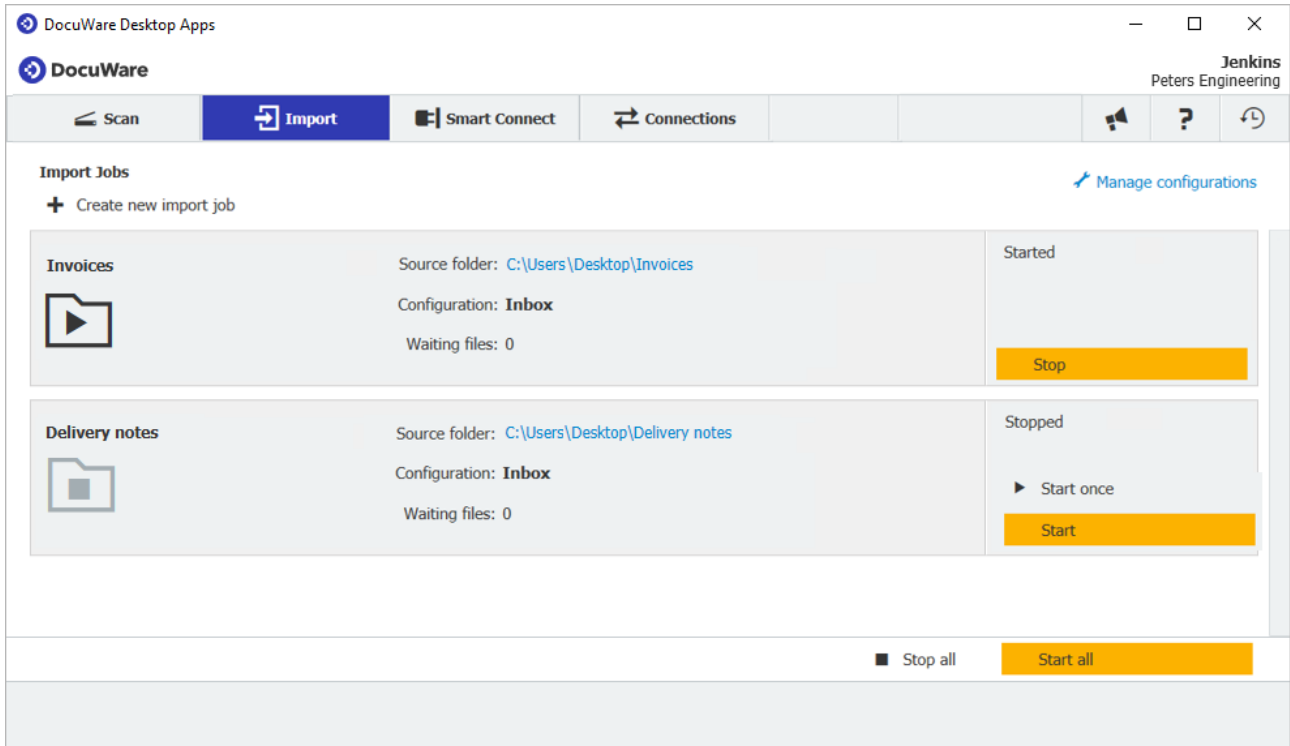 DocuWare Desktop Apps
DocuWare
Jenkins
Peters Engineering
Scan
Import
Smart Connect
Connections
?
Import Jobs
Manage configurations
Create new import job
Invoices
Source folder: C:\Users\Desktop\Invoices
Configuration: Inbox
Waiting files: 0
Started
Stop
Delivery notes
Source folder: C:\Users\Desktop\Delivery notes
Configuration: Inbox
Waiting files: 0
Stopped
Start once
Start
Stop all
Start all